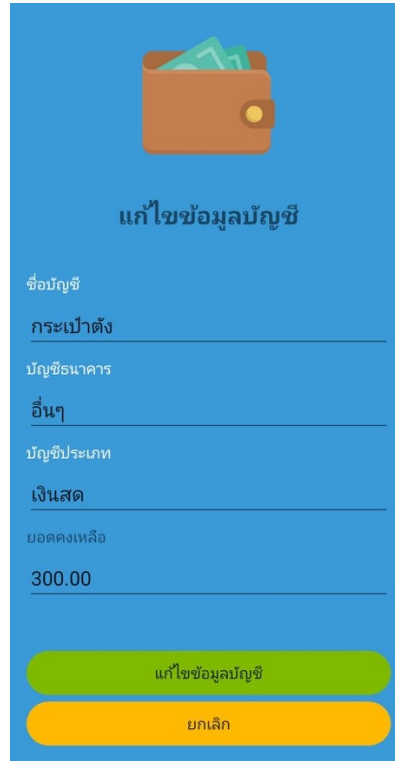 แก้ไขข้อมูลบัญชี
ชื่อบัญชี
กระเป๋าตัง
บัญชีธนาคาร
อื่นๆ
บัญชีประเภท
เงินสด
ยอดคงเหลือ
300.00
แก้ไขข้อมูลบัญชี
ยกเลิก